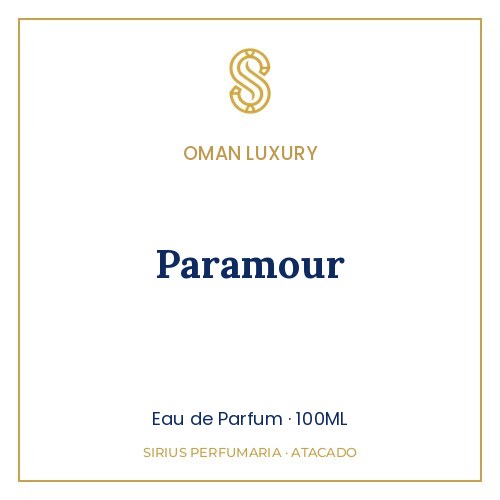 OMAN LUXURY
Paramour
Eau de Parfum · 100ML
SIRIUS PERFUMARIA · ATACADO